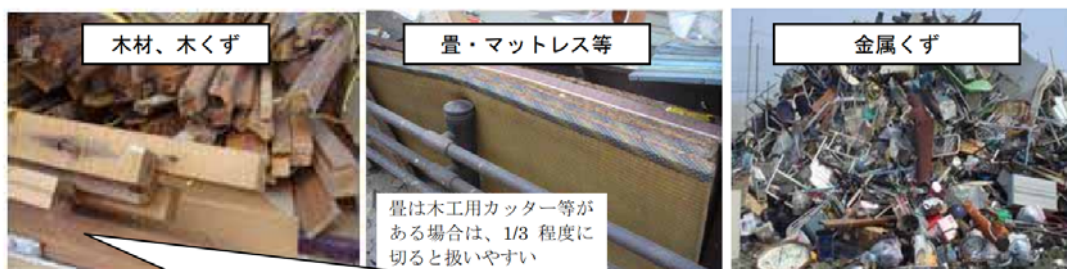 木材、木くず
畳・マットレス等
金属くず
畳は木工用カッター等が
ある場合は、1/3 程度に
切ると扱いやすい